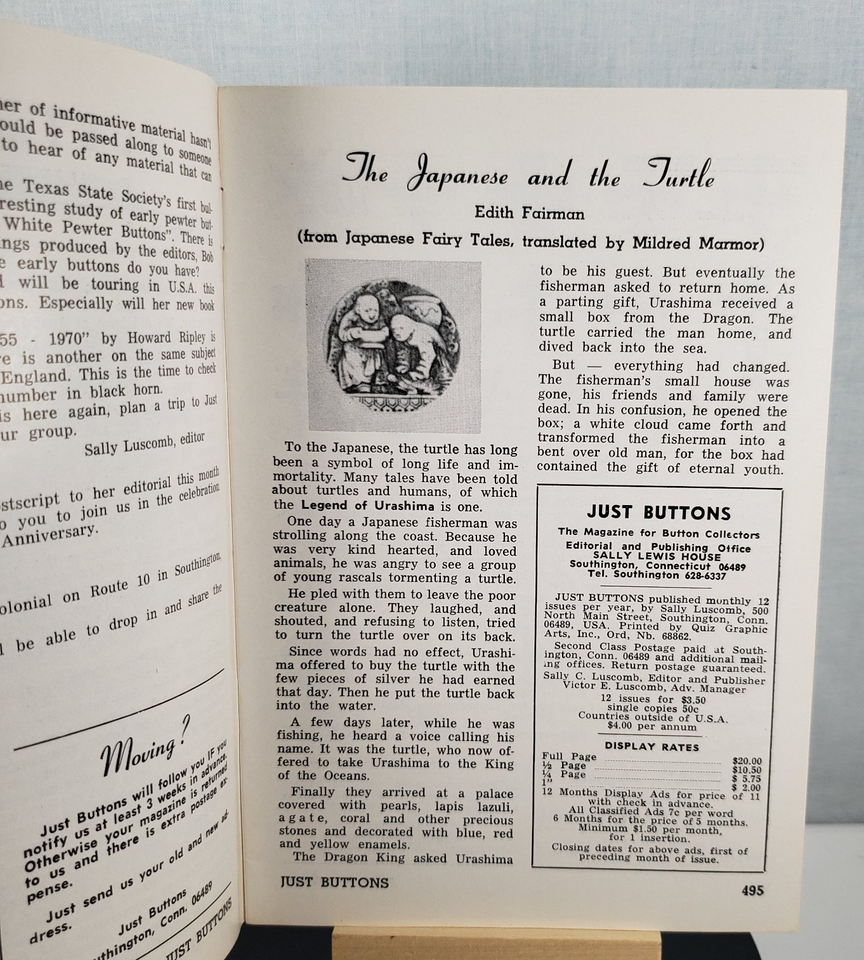 er of informative material hasn't
ould be passed along to someone
to hear of any material that can
he Texas State Society's first bul-
resting study of early pewter but-
White Pewter Buttons". There is
ngs produced by the editors, Bob
e early buttons do you have?
will be touring in U.S.A. this
ons. Especially will her new book
55 - 1970" by Howard Ripley is
e is another on the same subject
England. This is the time to check
number in black horn.
is here again, plan a trip to Just
ur group.
Sally Luscomb, editor
stscript to her editorial this month
o you to join us in the celebration
Anniversary.
olonial on Route 10 in Southington,
l be able to drop in and share the
Moving?
Just Buttons will follow you IF you
notify us at least 3 weeks in advance.
Otherwise your magazine is returned
to us and there is extra postage ex-
pense.
Just send us your old and new ad-
dress.
Just Buttons
outhington, Conn. 06489
JUST BUTTONS
The Japanese and the Turtle
Edith Fairman
(from Japanese Fairy Tales, translated by Mildred Marmor)
To the Japanese, the turtle has long
been a symbol of long life and im-
mortality. Many tales have been told
about turtles and humans, of which
the Legend of Urashima is one.
One day a Japanese fisherman was
strolling along the coast. Because he
was very kind hearted, and loved
animals, he was angry to see a group
of young rascals tormenting a turtle.
He pled with them to leave the poor
creature alone. They laughed, and
shouted, and refusing to listen, tried
to turn the turtle over on its back.
Since words had no effect, Urashi-
ma offered to buy the turtle with the
few pieces of silver he had earned
that day. Then he put the turtle back
into the water.
A few days later, while he was
fishing, he heard a voice calling his
name. It was the turtle, who now of-
fered to take Urashima to the King
of the Oceans.
Finally they arrived at a palace
covered with pearls, lapis lazuli,
agate, coral and other precious
stones and decorated with blue, red
and yellow enamels.
The Dragon King asked Urashima
to be his guest. But eventually the
fisherman asked to return home. As
a parting gift, Urashima received a
small box from the Dragon. The
turtle carried the man home, and
dived back into the sea.
But — everything had changed.
The fisherman's small house was
gone, his friends and family were
dead. In his confusion, he opened the
box; a white cloud came forth and
transformed the fisherman into a
bent over old man, for the box had
contained the gift of eternal youth.
JUST BUTTONS
The Magazine for Button Collectors
Editorial and Publishing Office
SALLY LEWIS HOUSE
Southington, Connecticut 06489
Tel. Southington 628-6337
JUST BUTTONS published monthly 12
issues per year, by Sally Luscomb, 500
North Main Street, Southington, Conn.
06489, USA. Printed by Quiz Graphic
Arts, Inc., Ord, Nb. 68862.
Second Class Postage paid at South-
ington, Conn. 06489 and additional mail-
ing offices. Return postage guaranteed.
Sally C. Luscomb, Editor and Publisher
Victor E. Luscomb, Adv. Manager
12 issues for $3.50
single copies 50c
Countries outside of U.S.A.
$4.00 per annum
DISPLAY RATES
Full Page $20.00
½ Page $10.50
¼ Page $ 5.75
1" $ 2.00
12 Months Display Ads for price of 11
with check in advance.
All Classified Ads 7c per word
6 Months for the price of 5 months.
Minimum $1.50 per month,
for 1 insertion.
Closing dates for above ads, first of
preceding month of issue.
JUST BUTTONS
495